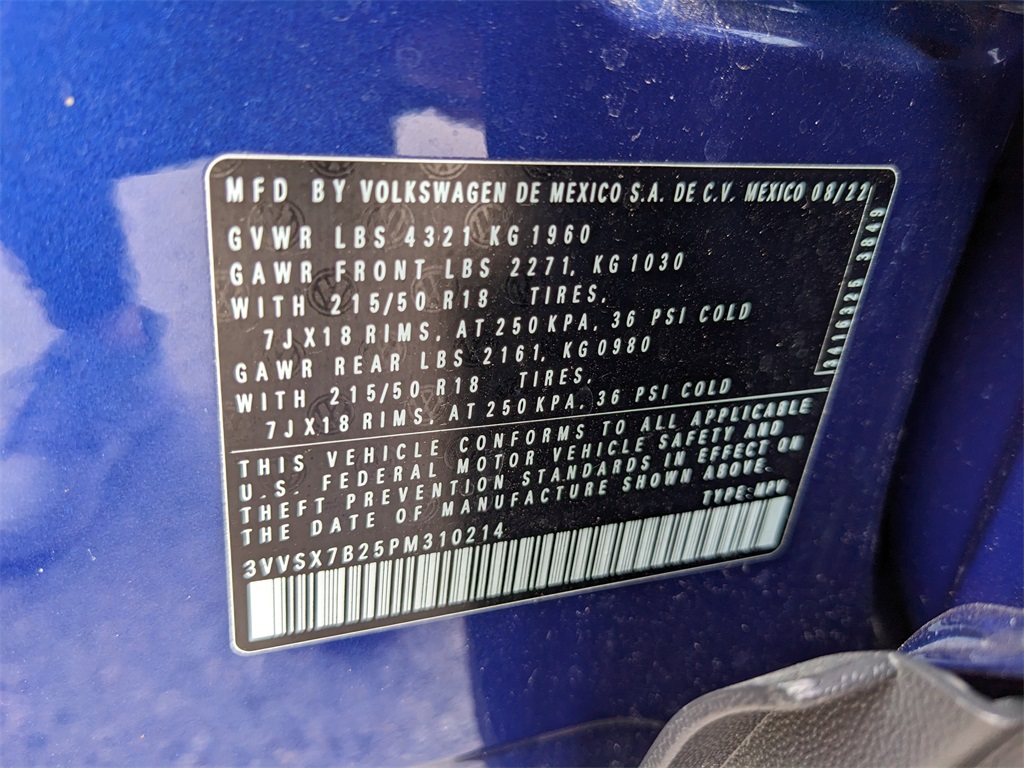 MFD BY VOLKSWAGEN DE MEXICO S.A. DE C.V. MEXICO 08/22
GVWR LBS 4321 KG 1960
GAWR FRONT LBS 2271, KG 1030
WITH 215/50 R18 TIRES,
7JX18 RIMS, AT 250 KPA, 36 PSI COLD
GAWR REAR LBS 2161, KG 0980
WITH 215/50 R18 TIRES,
7JX18 RIMS, AT 250 KPA, 36 PSI COLD
THIS VEHICLE CONFORMS TO ALL APPLICABLE
U.S. FEDERAL MOTOR VEHICLE SAFETY AND
THEFT PREVENTION STANDARDS IN EFFECT ON
THE DATE OF MANUFACTURE SHOWN ABOVE.
TYPE: MPV
3VVSX7B25PM310214